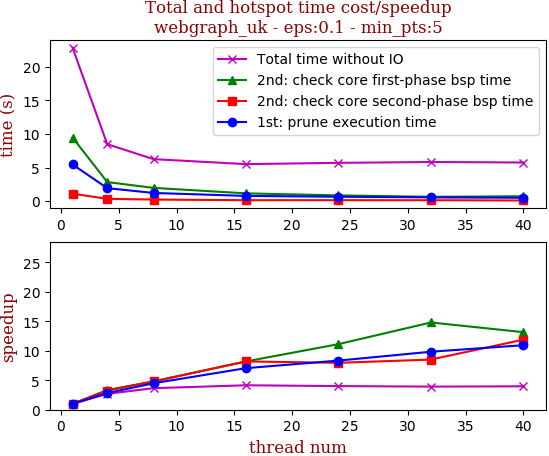 Total and hotspot time cost/speedup
webgraph_uk - eps:0.1 - min_pts:5
time (s)
20
15
10
5
0
Total time without IO
2nd: check core first-phase bsp time
2nd: check core second-phase bsp time
1st: prune execution time
0 5 10 15 20 25 30 35 40
speedup
25
20
15
10
5
0
0 5 10 15 20 25 30 35 40
thread num